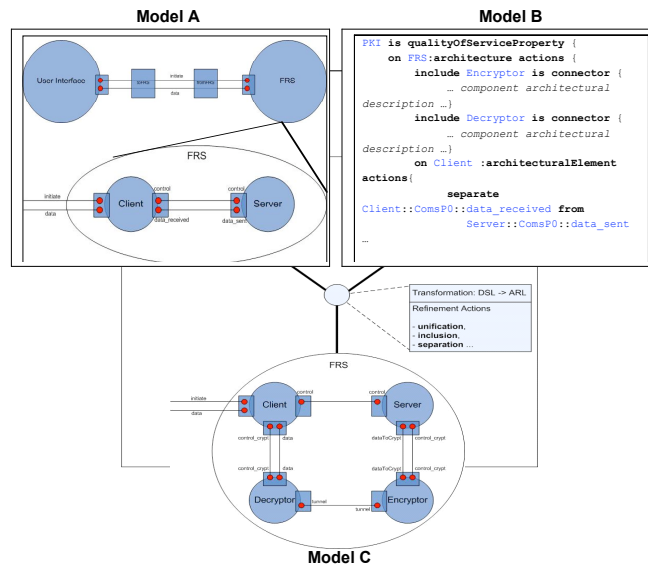 Model A
Model B
User Interface
initiate
data
FRS
FRS
initiate
data
control
control
Client
Server
data_received
data_sent
PKI is qualityOfServiceProperty {
on FRS:architecture actions {
include Encryptor is connector {
… component architectural
description …}
include Decryptor is connector {
… component architectural
description …}
on Client :architecturalElement
actions{
separate
Client::ComsP0::data_received from
Server::ComsP0::data_sent
…
Transformation: DSL -> ARL
Refinement Actions
- unification,
- inclusion,
- separation ...
FRS
initiate
data
Client
control
control
Server
control_crypt
data
dataToCrypt
control_crypt
control_crypt
data
dataToCrypt
control_crypt
Decryptor
tunnel
tunnel
Encryptor
Model C